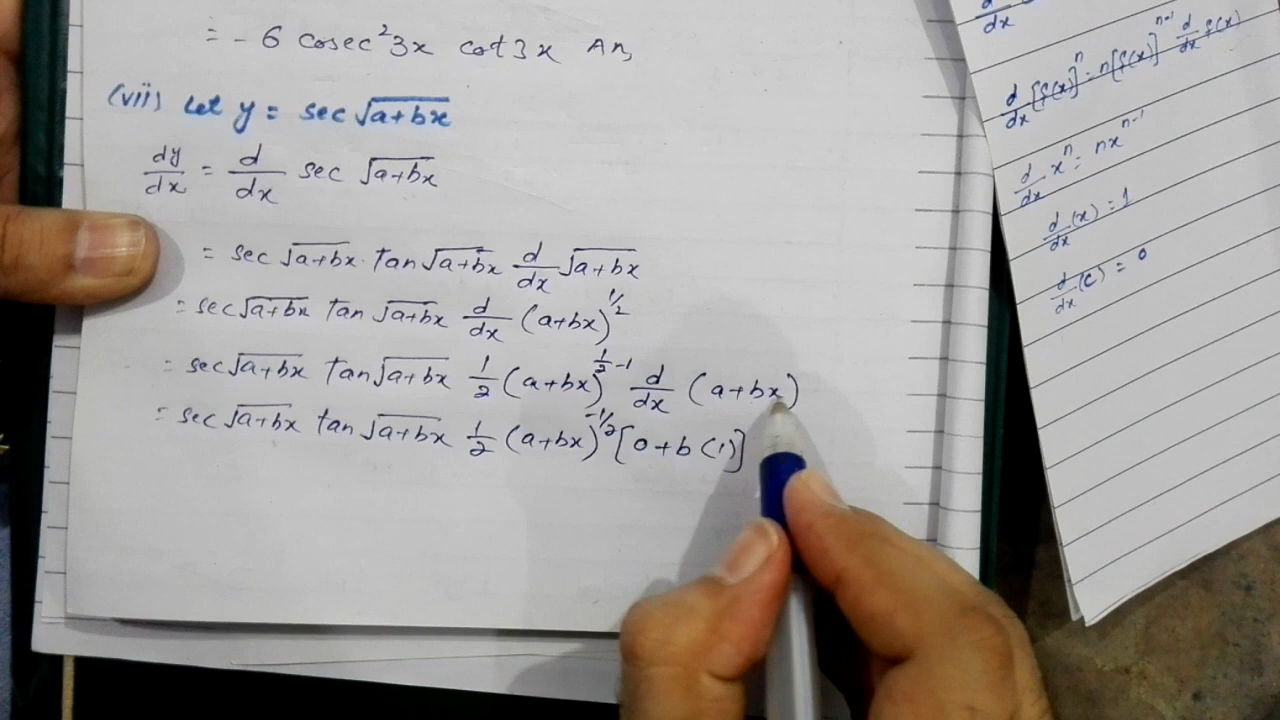 = - 6 cosec²3x cot3x An,
(vii) Let y = sec √(a+bx)
dy/dx = d/dx sec √(a+bx)
= sec √(a+bx) . tan √(a+bx) d/dx √(a+bx)
= sec √(a+bx) tan √(a+bx) d/dx (a+bx)^1/2
= sec √(a+bx) tan √(a+bx) 1/2 (a+bx)^(1/2 -1) d/dx (a+bx)
= sec √(a+bx) tan √(a+bx) 1/2 (a+bx)^-1/2 [0+b(1)]
d/dx
d/dx [f(x)]^n = n[f(x)]^n-1 d/dx f(x)
d/dx x^n = nx^n-1
d/dx (x) = 1
d/dx (c) = 0